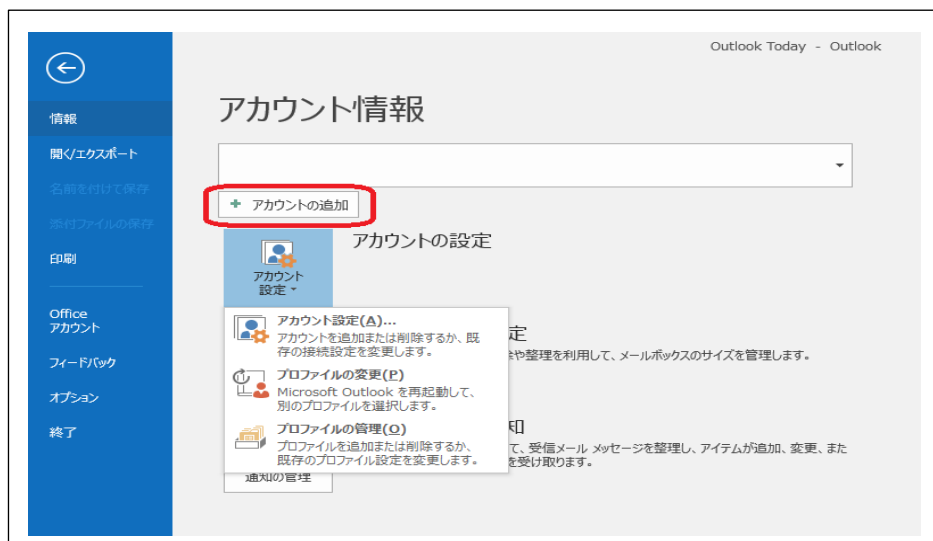 Outlook Today - Outlook
情報
開く/エクスポート
名前を付けて保存
添付ファイルの保存
印刷
Office
アカウント
フィードバック
オプション
終了
アカウント情報
+ アカウントの追加
アカウント
設定
アカウントの設定
アカウント設定(A)...
アカウントを追加または削除するか、既
存の接続設定を変更します。
プロファイルの変更(P)
Microsoft Outlook を再起動して、
別のプロファイルを選択します。
プロファイルの管理(O)
プロファイルを追加または削除するか、
既存のプロファイル設定を変更します。
定
や整理を利用して、メールボックスのサイズを管理します。
知
て、受信メール メッセージを整理し、アイテムが追加、変更、また
を受け取ります。
通知の管理